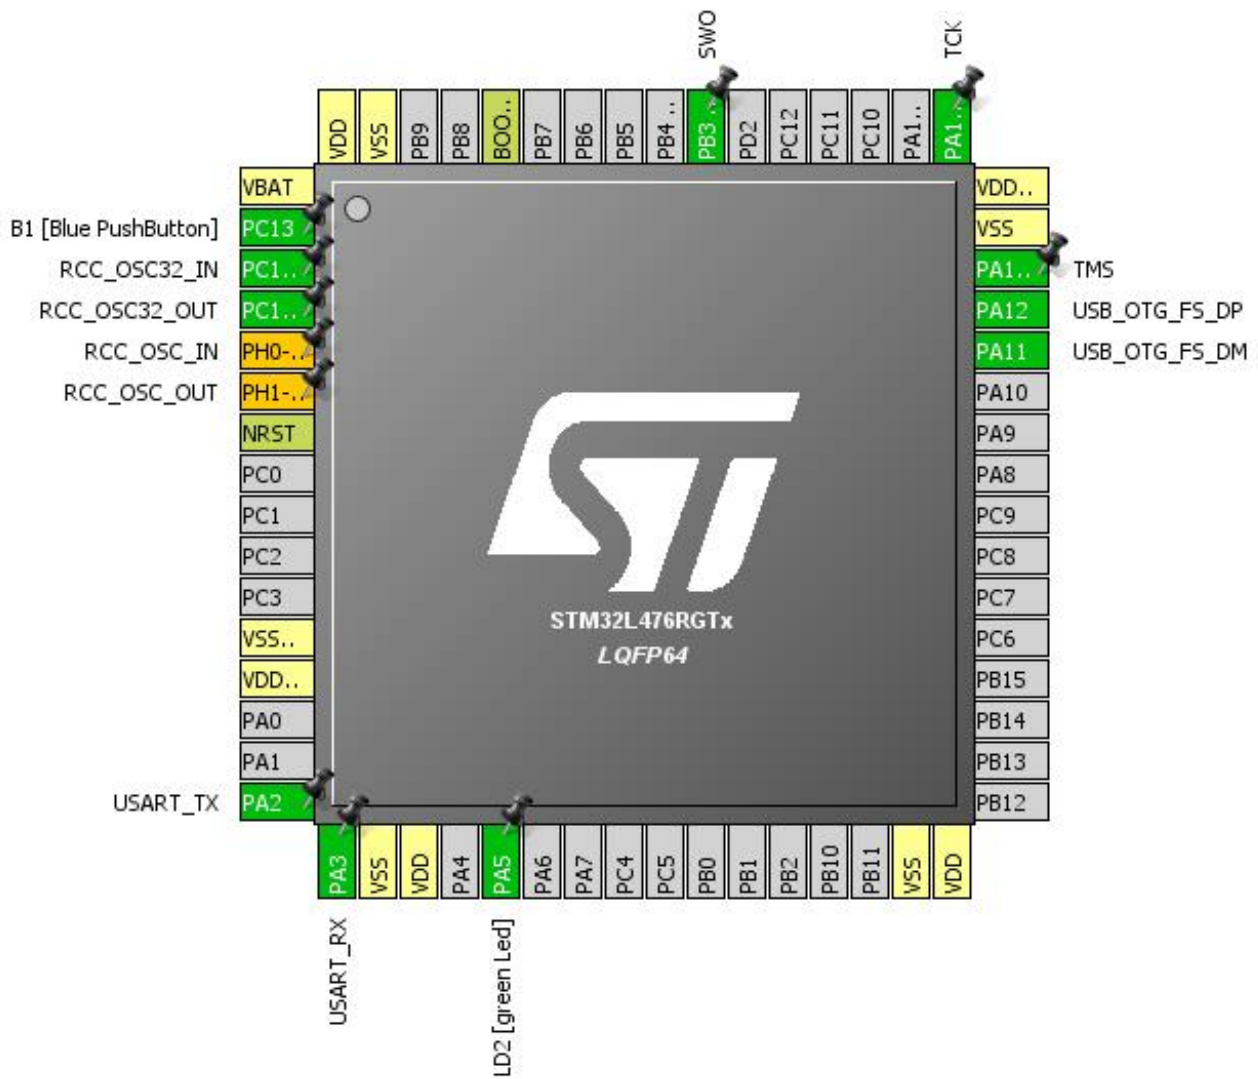 SWO
TCK
VDD
VSS
PB9
PB8
BOO..
PB7
PB6
PB5
PB4 ..
PB3 ..
PD2
PC12
PC11
PC10
PA1..
PA1..
VBAT
B1 [Blue PushButton] PC13
RCC_OSC32_IN PC1..
RCC_OSC32_OUT PC1..
RCC_OSC_IN PH0-..
RCC_OSC_OUT PH1-..
NRST
PC0
PC1
PC2
PC3
VSS..
VDD..
PA0
PA1
USART_TX PA2
ST
STM32L476RGTx
LQFP64
VDD..
VSS
PA1.. TMS
PA12 USB_OTG_FS_DP
PA11 USB_OTG_FS_DM
PA10
PA9
PA8
PC9
PC8
PC7
PC6
PB15
PB14
PB13
PB12
PA3
VSS
VDD
PA4
PA5
PA6
PA7
PC4
PC5
PB0
PB1
PB2
PB10
PB11
VSS
VDD
USART_RX
LD2 [green Led]